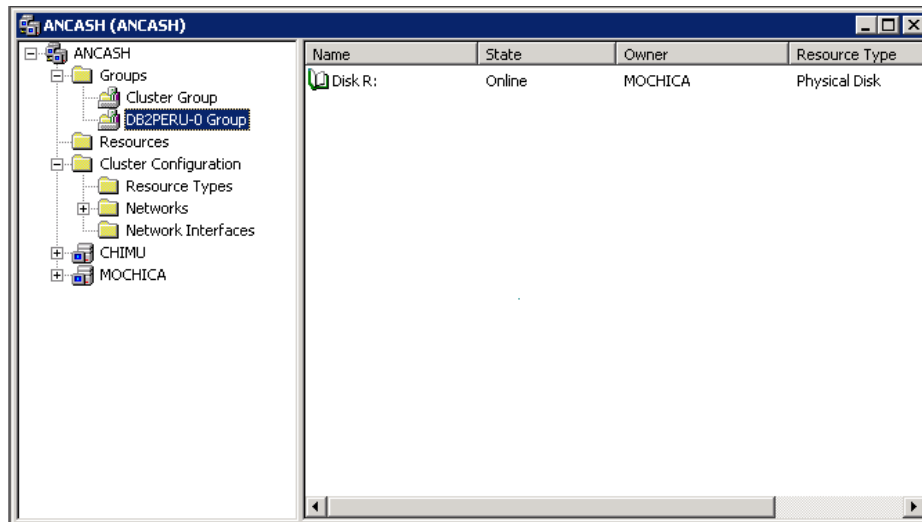 ANCASH (ANCASH)
ANCASH
Groups
Cluster Group
DB2PERU-0 Group
Resources
Cluster Configuration
Resource Types
Networks
Network Interfaces
CHIMU
MOCHICA
Name State Owner Resource Type
Disk R: Online MOCHICA Physical Disk